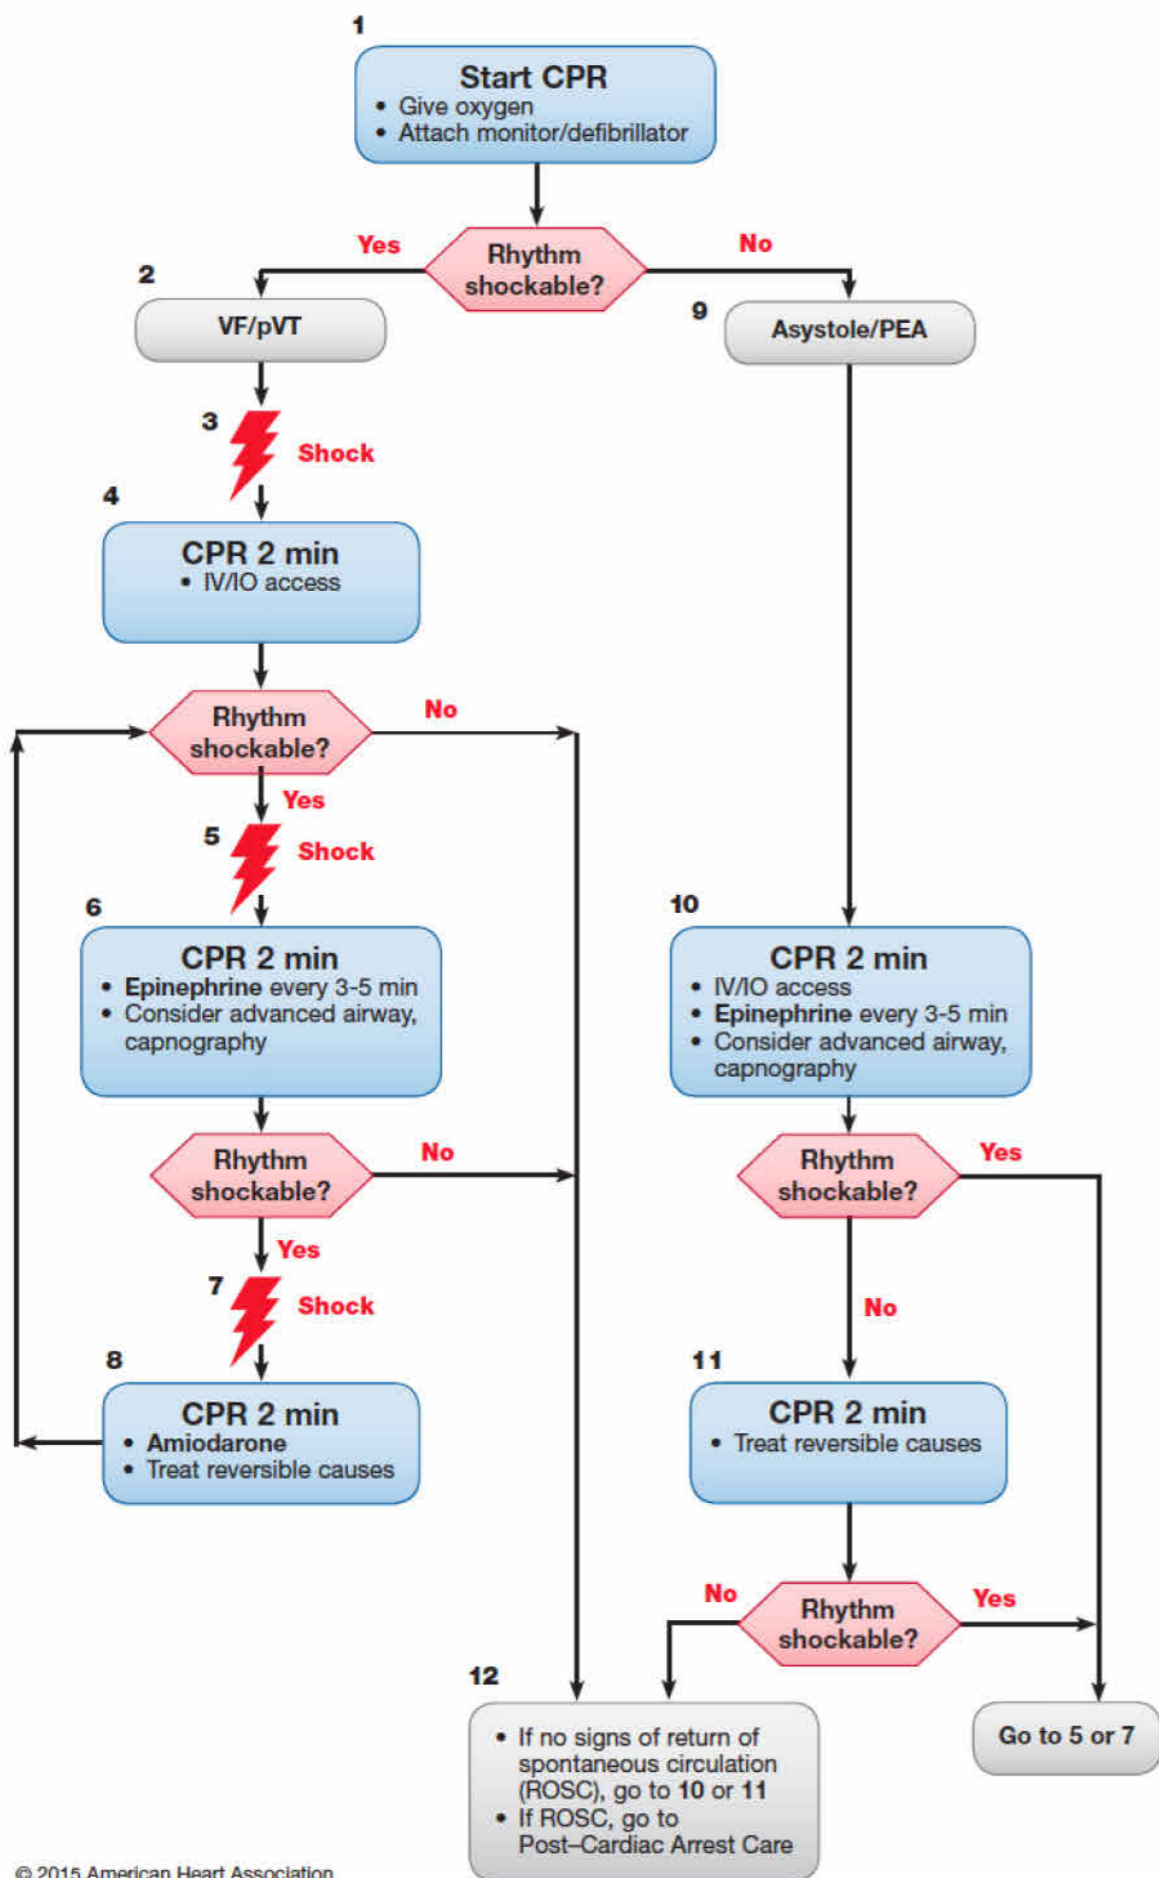 1
Start CPR
• Give oxygen
• Attach monitor/defibrillator
Rhythm
shockable?
Yes
No
2
VF/pVT
9
Asystole/PEA
3
Shock
4
CPR 2 min
• IV/IO access
Rhythm
shockable?
No
Yes
5
Shock
6
CPR 2 min
• Epinephrine every 3-5 min
• Consider advanced airway,
capnography
10
CPR 2 min
• IV/IO access
• Epinephrine every 3-5 min
• Consider advanced airway,
capnography
Rhythm
shockable?
No
Yes
Rhythm
shockable?
Yes
No
7
Shock
8
CPR 2 min
• Amiodarone
• Treat reversible causes
11
CPR 2 min
• Treat reversible causes
Rhythm
shockable?
No
Yes
12
• If no signs of return of
spontaneous circulation
(ROSC), go to 10 or 11
• If ROSC, go to
Post–Cardiac Arrest Care
Go to 5 or 7
© 2015 American Heart Association